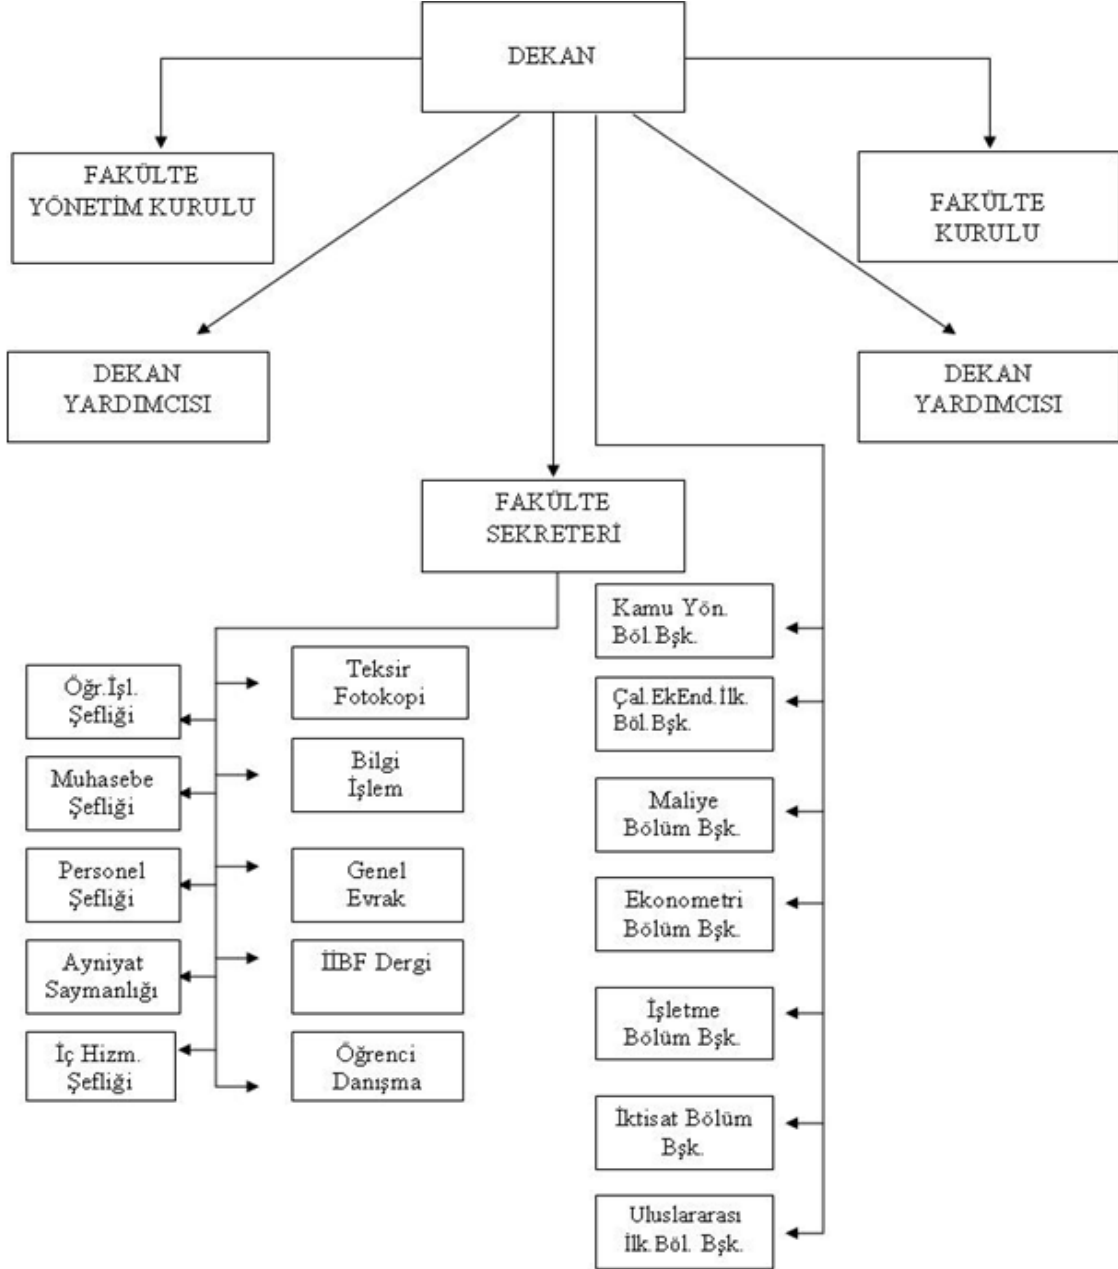 DEKAN
FAKÜLTE
YÖNETİM KURULU
FAKÜLTE
KURULU
DEKAN
YARDIMCISI
DEKAN
YARDIMCISI
FAKÜLTE
SEKRETERİ
Öğr.İşl.
Şefliği
Muhasebe
Şefliği
Personel
Şefliği
Ayniyat
Saymanlığı
İç Hizm.
Şefliği
Teksir
Fotokopi
Bilgi
İşlem
Genel
Evrak
İİBF Dergi
Öğrenci
Danışma
Kamu Yön.
Böl.Bşk.
Çal.EkEnd.İlk.
Böl.Bşk.
Maliye
Bölüm Bşk.
Ekonometri
Bölüm Bşk.
İşletme
Bölüm Bşk.
İktisat Bölüm
Bşk.
Uluslararası
İlk.Böl. Bşk.